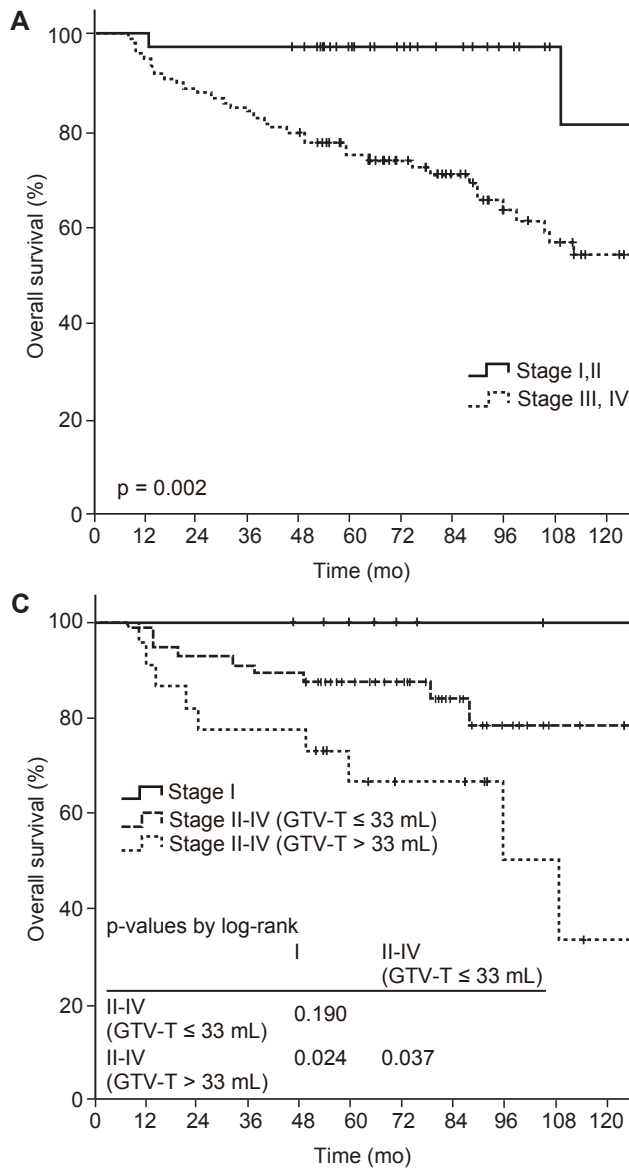 A
100
80
60
40
20
0
Overall survival (%)
Stage I,II
Stage III, IV
p = 0.002
0 12 24 36 48 60 72 84 96 108 120
Time (mo)
C
100
80
60
40
20
0
Overall survival (%)
Stage I
Stage II-IV (GTV-T ≤ 33 mL)
Stage II-IV (GTV-T > 33 mL)
p-values by log-rank
I II-IV
(GTV-T ≤ 33 mL)
II-IV
(GTV-T ≤ 33 mL) 0.190
II-IV
(GTV-T > 33 mL) 0.024 0.037
0 12 24 36 48 60 72 84 96 108 120
Time (mo)